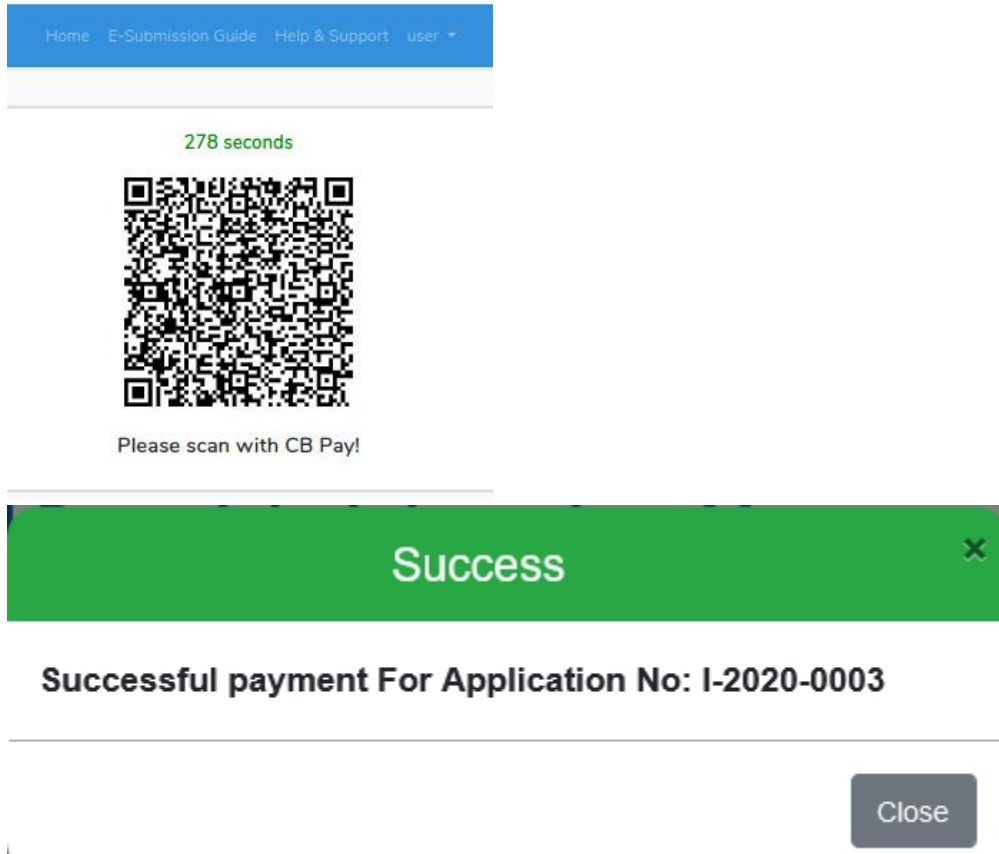 Home E-Submission Guide Help & Support user
278 seconds
Please scan with CB Pay!
Success
×
Successful payment For Application No: I-2020-0003
Close